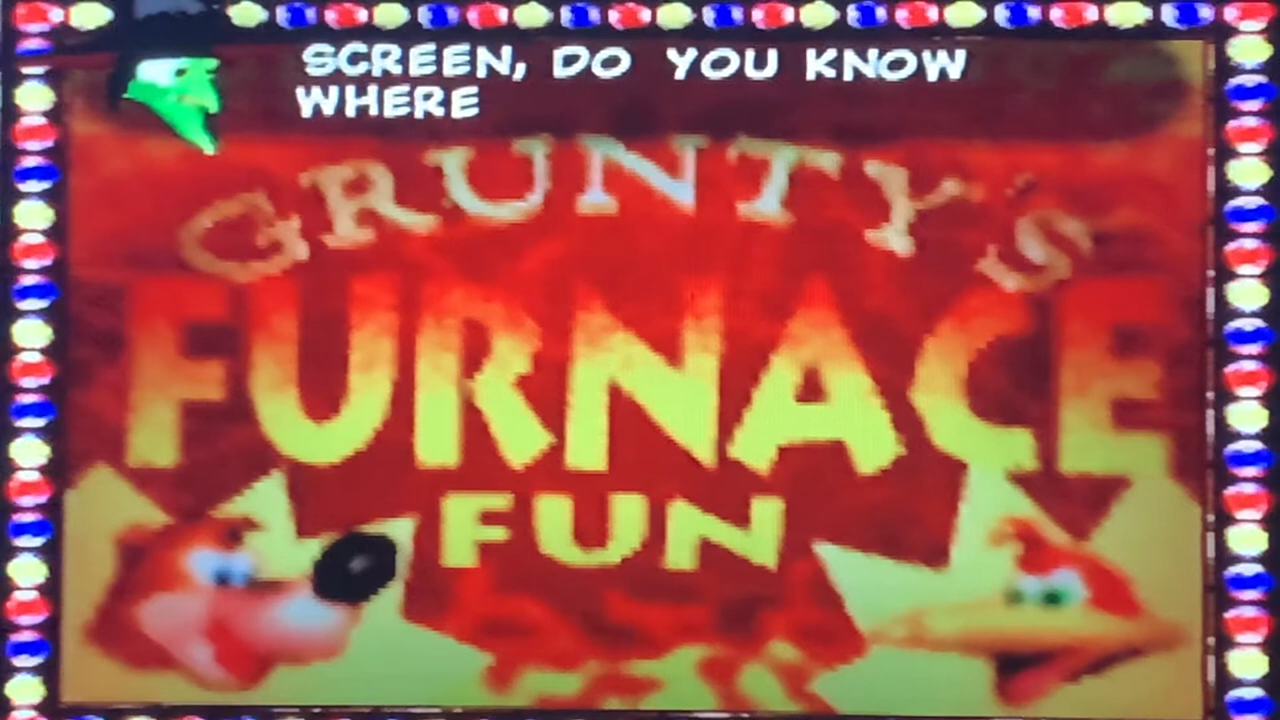 SCREEN, DO YOU KNOW
WHERE
GRUNTY'S
FURNACE
FUN